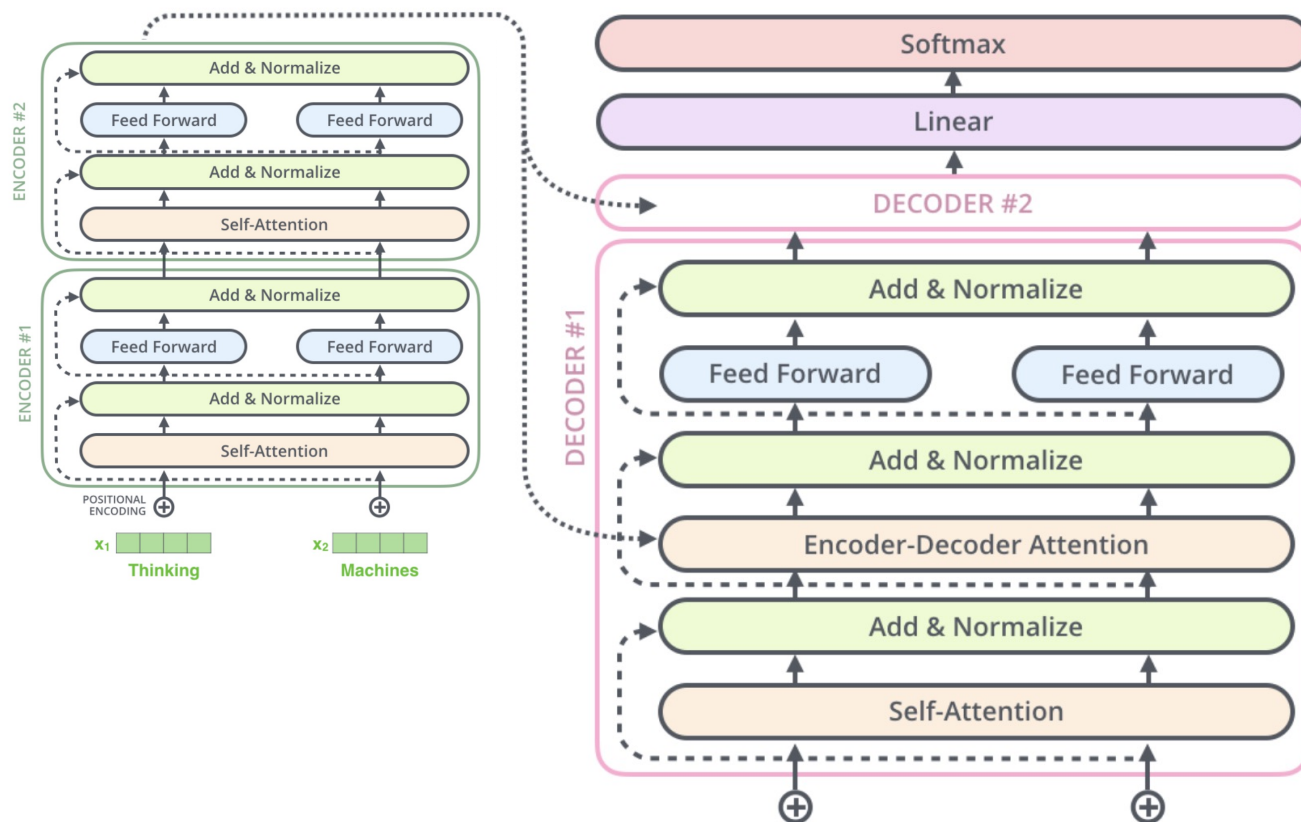 ENCODER #2
Add & Normalize
Feed Forward Feed Forward
Add & Normalize
Self-Attention
ENCODER #1
Add & Normalize
Feed Forward Feed Forward
Add & Normalize
Self-Attention
POSITIONAL
ENCODING
x1 x2
Thinking Machines
Softmax
Linear
DECODER #2
DECODER #1
Add & Normalize
Feed Forward Feed Forward
Add & Normalize
Encoder-Decoder Attention
Add & Normalize
Self-Attention